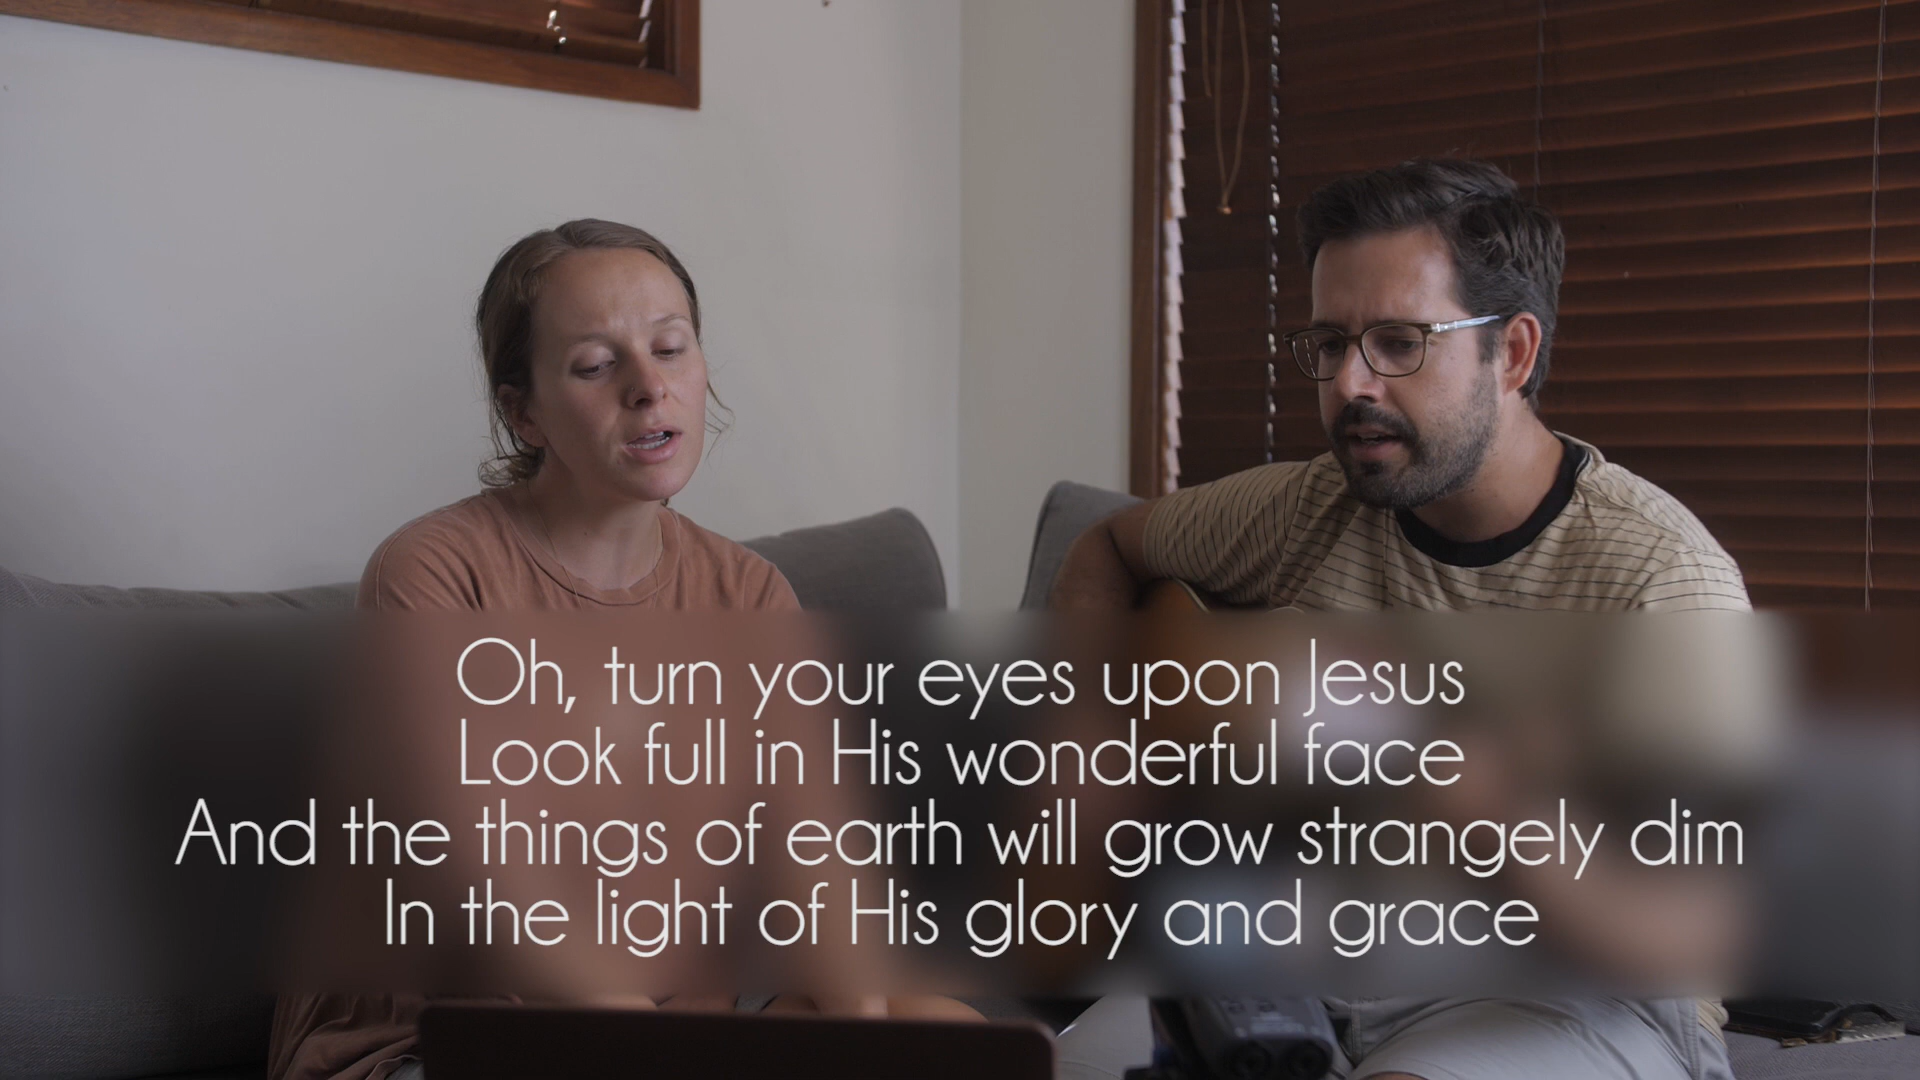 Oh, turn your eyes upon Jesus
Look full in His wonderful face
And the things of earth will grow strangely dim
In the light of His glory and grace